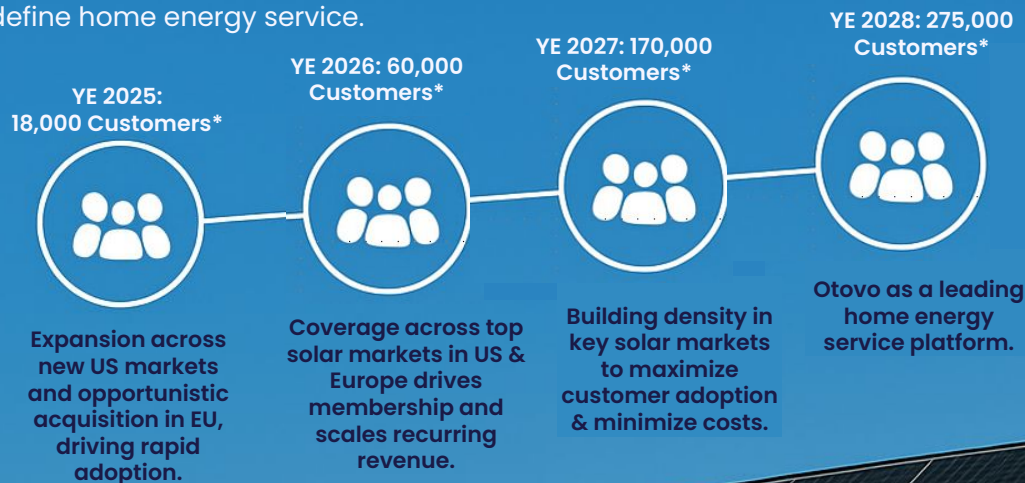 define home energy service.
YE 2025:
18,000 Customers*
Expansion across
new US markets
and opportunistic
acquisition in EU,
driving rapid
adoption.
YE 2026: 60,000
Customers*
Coverage across top
solar markets in US &
Europe drives
membership and
scales recurring
revenue.
YE 2027: 170,000
Customers*
Building density in
key solar markets
to maximize
customer adoption
& minimize costs.
YE 2028: 275,000
Customers*
Otovo as a leading
home energy
service platform.